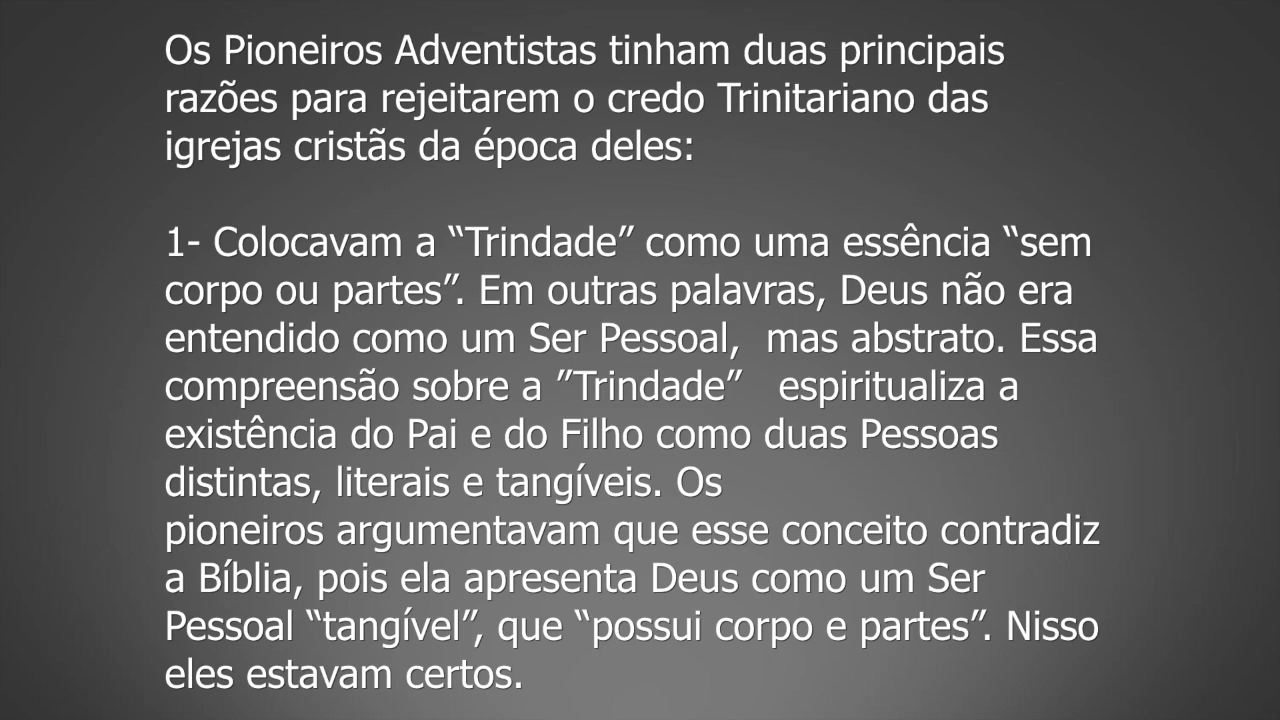 Os Pioneiros Adventistas tinham duas principais
razões para rejeitarem o credo Trinitariano das
igrejas cristãs da época deles:
1- Colocavam a “Trindade” como uma essência “sem
corpo ou partes”. Em outras palavras, Deus não era
entendido como um Ser Pessoal,  mas abstrato. Essa
compreensão sobre a ”Trindade”   espiritualiza a
existência do Pai e do Filho como duas Pessoas
distintas, literais e tangíveis. Os
pioneiros argumentavam que esse conceito contradiz
a Bíblia, pois ela apresenta Deus como um Ser
Pessoal “tangível”, que “possui corpo e partes”. Nisso
eles estavam certos.